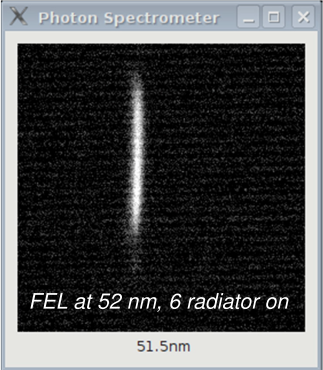 Photon Spectrometer
FEL at 52 nm, 6 radiator on
51.5nm